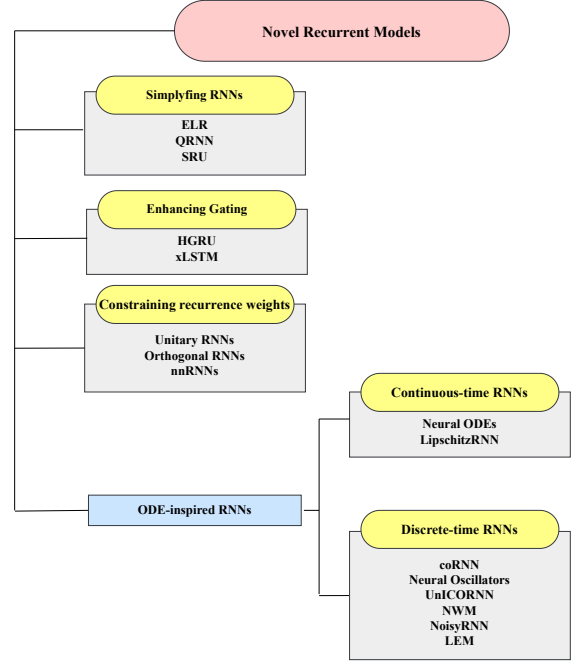 Novel Recurrent Models
Simplyfing RNNs
ELR
QRNN
SRU
Enhancing Gating
HGRU
xLSTM
Constraining recurrence weights
Unitary RNNs
Orthogonal RNNs
nnRNNs
ODE-inspired RNNs
Continuous-time RNNs
Neural ODEs
LipschitzRNN
Discrete-time RNNs
coRNN
Neural Oscillators
UnICORNN
NWM
NoisyRNN
LEM